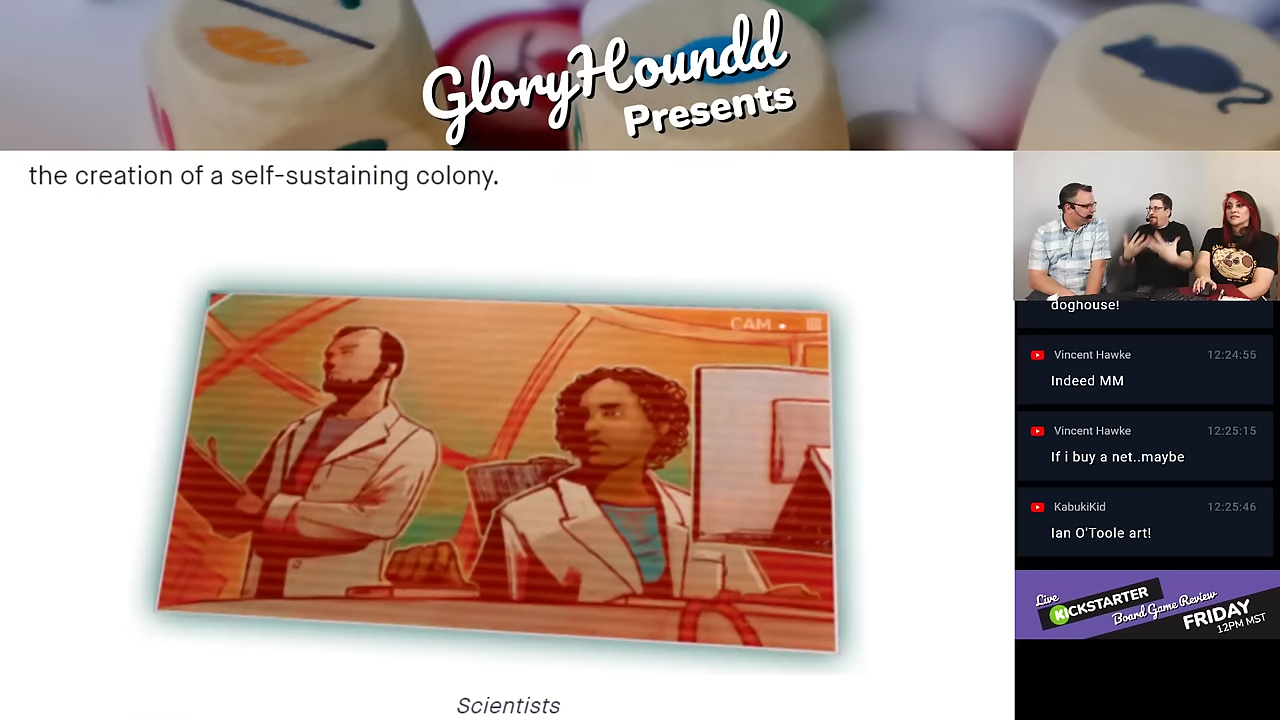 GloryHoundd
Presents
the creation of a self-sustaining colony.
CAM
Scientists
doghouse!
Vincent Hawke 12:24:55
Indeed MM
Vincent Hawke 12:25:15
If i buy a net..maybe
KabukiKid 12:25:46
Ian O'Toole art!
Live
KICKSTARTER
Board Game Review
FRIDAY
12PM MST